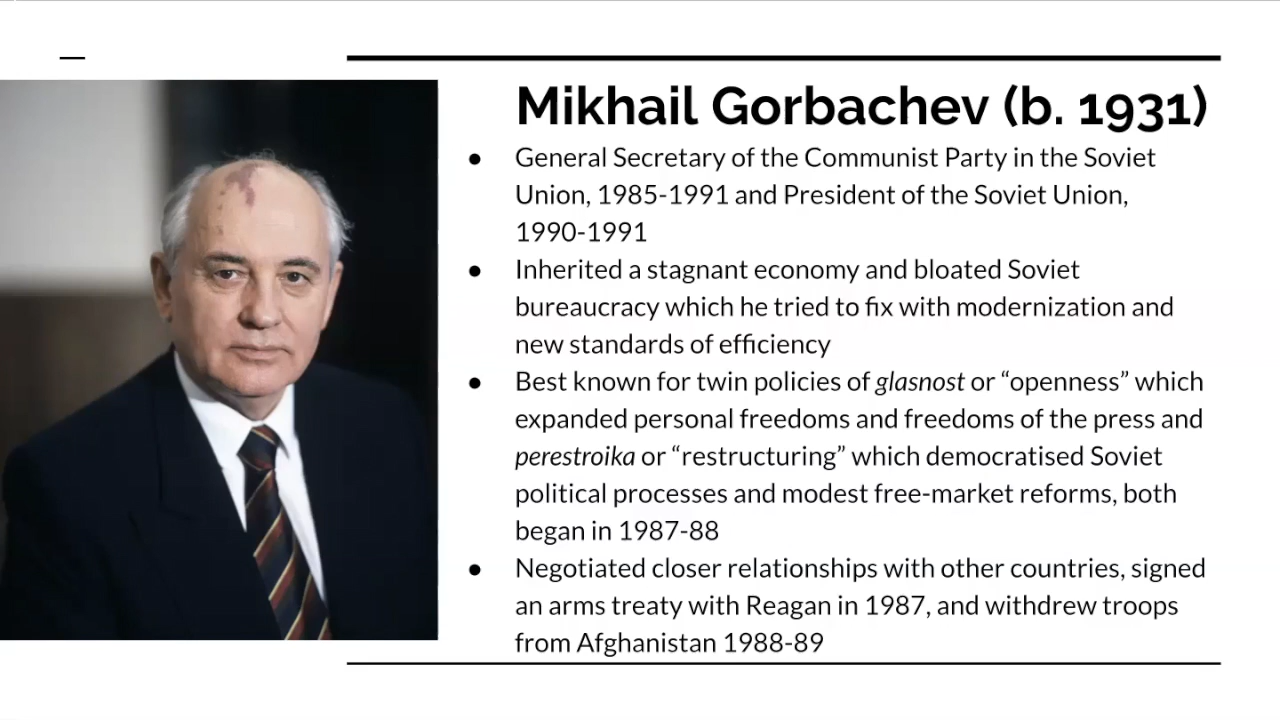 Mikhail Gorbachev (b. 1931)
● General Secretary of the Communist Party in the Soviet
Union, 1985-1991 and President of the Soviet Union,
1990-1991
● Inherited a stagnant economy and bloated Soviet
bureaucracy which he tried to fix with modernization and
new standards of efficiency
● Best known for twin policies of glasnost or “openness” which
expanded personal freedoms and freedoms of the press and
perestroika or “restructuring” which democratised Soviet
political processes and modest free-market reforms, both
began in 1987-88
● Negotiated closer relationships with other countries, signed
an arms treaty with Reagan in 1987, and withdrew troops
from Afghanistan 1988-89